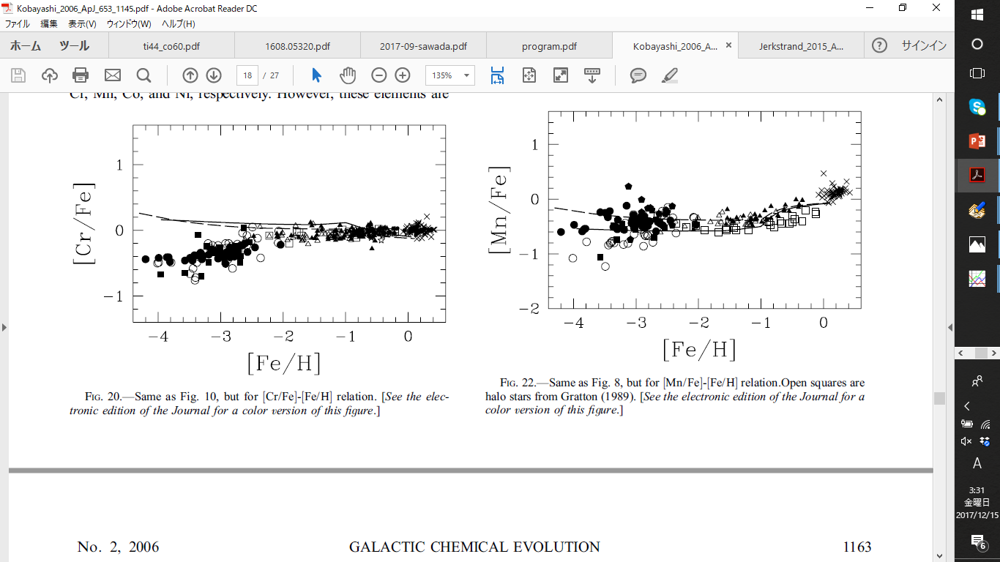 Kobayashi_2006_ApJ_653_1145.pdf - Adobe Acrobat Reader DC
ファイル 編集 表示(V) ウィンドウ(W) ヘルプ(H)
ホーム ツール ti44_co60.pdf 1608.05320.pdf 2017-09-sawada.pdf program.pdf Kobayashi_2006_A... × Jerkstrand_2015_A... サインイン
18 / 27 135%
Cr, Mn, Co, and Ni, respectively. However, these elements are
[Cr/Fe]
1
0
−1
−4 −3 −2 −1 0
[Fe/H]
FIG. 20.—Same as Fig. 10, but for [Cr/Fe]-[Fe/H] relation. [See the elec-
tronic edition of the Journal for a color version of this figure.]
[Mn/Fe]
1
0
−1
−2
−4 −3 −2 −1 0
[Fe/H]
FIG. 22.—Same as Fig. 8, but for [Mn/Fe]-[Fe/H] relation.Open squares are
halo stars from Gratton (1989). [See the electronic edition of the Journal for a
color version of this figure.]
No. 2, 2006 GALACTIC CHEMICAL EVOLUTION 1163
A
3:31
金曜日
2017/12/15
6